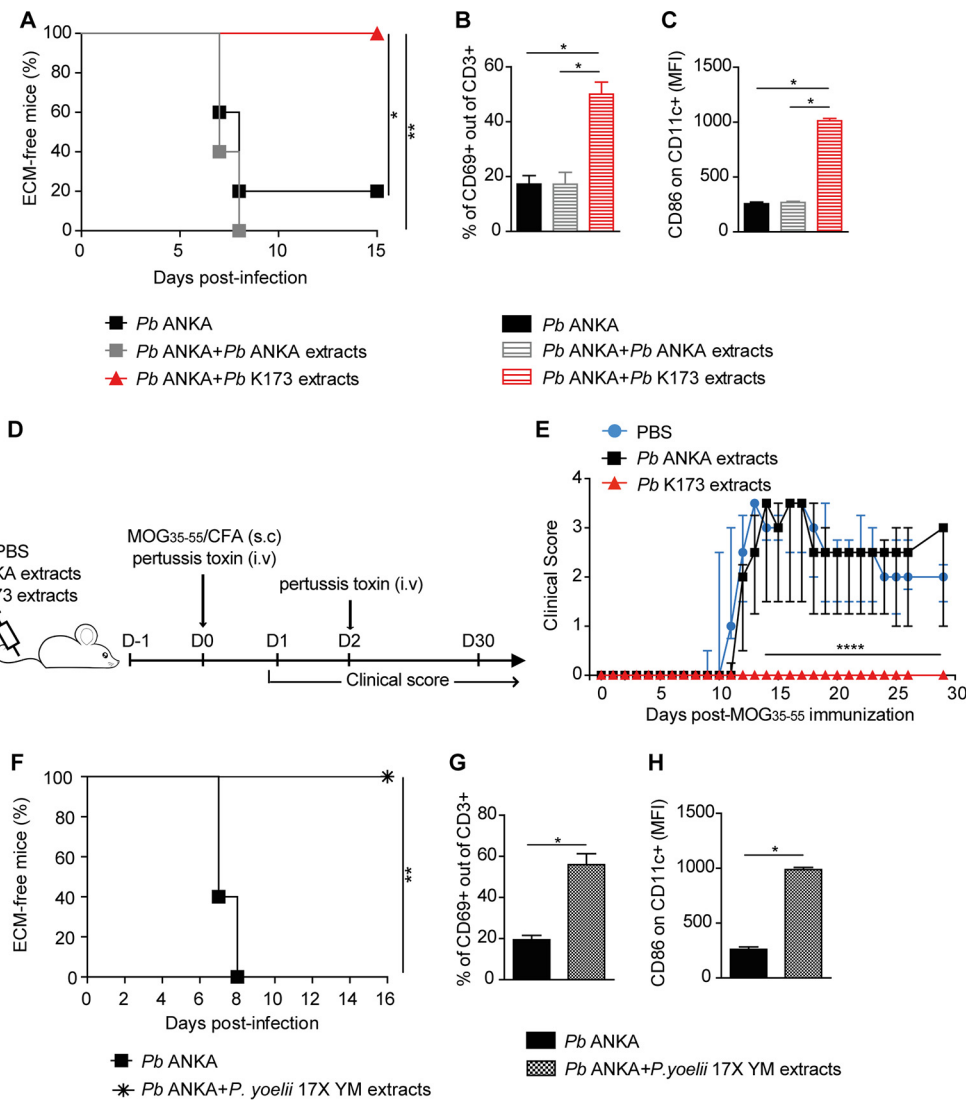 A
ECM-free mice (%)
100
80
60
40
20
0
0 5 10 15
Days post-infection
*
**
Pb ANKA
Pb ANKA+Pb ANKA extracts
Pb ANKA+Pb K173 extracts
B
% of CD69+ out of CD3+
60
40
20
0
*
*
C
CD86 on CD11c+ (MFI)
1500
1000
500
0
*
*
Pb ANKA
Pb ANKA+Pb ANKA extracts
Pb ANKA+Pb K173 extracts
D
PBS
KA extracts
73 extracts
MOG35-55/CFA (s.c)
pertussis toxin (i.v)
pertussis toxin (i.v)
D-1 D0 D1 D2 D30
Clinical score
E
PBS
Pb ANKA extracts
Pb K173 extracts
Clinical Score
4
3
2
1
0
****
0 5 10 15 20 25 30
Days post-MOG35-55 immunization
F
ECM-free mice (%)
100
80
60
40
20
0
0 2 4 6 8 10 12 14 16
Days post-infection
**
Pb ANKA
Pb ANKA+P. yoelii 17X YM extracts
G
% of CD69+ out of CD3+
80
60
40
20
0
*
H
CD86 on CD11c+ (MFI)
1500
1000
500
0
*
Pb ANKA
Pb ANKA+P.yoelii 17X YM extracts